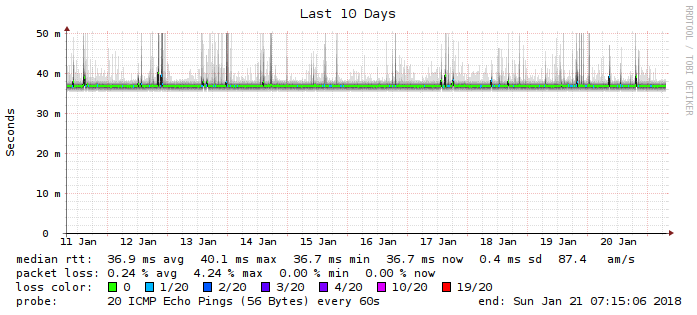 Last 10 Days
RRDTOOL / TOBI OETIKER
50 m
40 m
30 m
20 m
10 m
0
Seconds
11 Jan 12 Jan 13 Jan 14 Jan 15 Jan 16 Jan 17 Jan 18 Jan 19 Jan 20 Jan
median rtt: 36.9 ms avg 40.1 ms max 36.7 ms min 36.7 ms now 0.4 ms sd 87.4 am/s
packet loss: 0.24 % avg 4.24 % max 0.00 % min 0.00 % now
loss color: 0 1/20 2/20 3/20 4/20 10/20 19/20
probe: 20 ICMP Echo Pings (56 Bytes) every 60s end: Sun Jan 21 07:15:06 2018